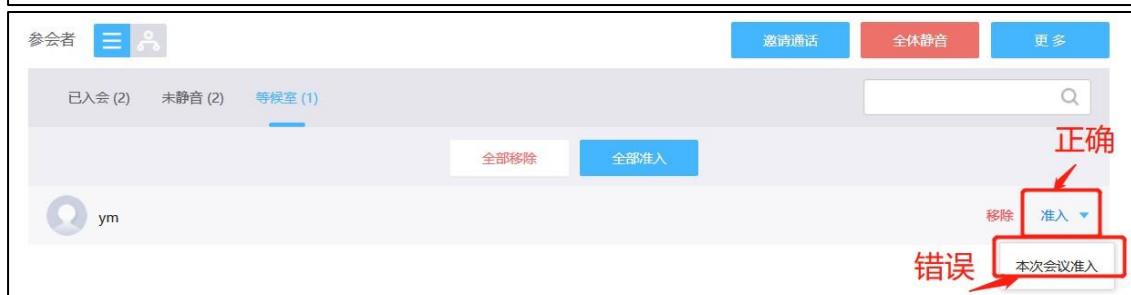 参会者 邀请通话 全体静音 更多
已入会 (2) 未静音 (2) 等候室 (1)
正确
全部移除 全部准入
ym 移除 准入
错误 本次会议准入